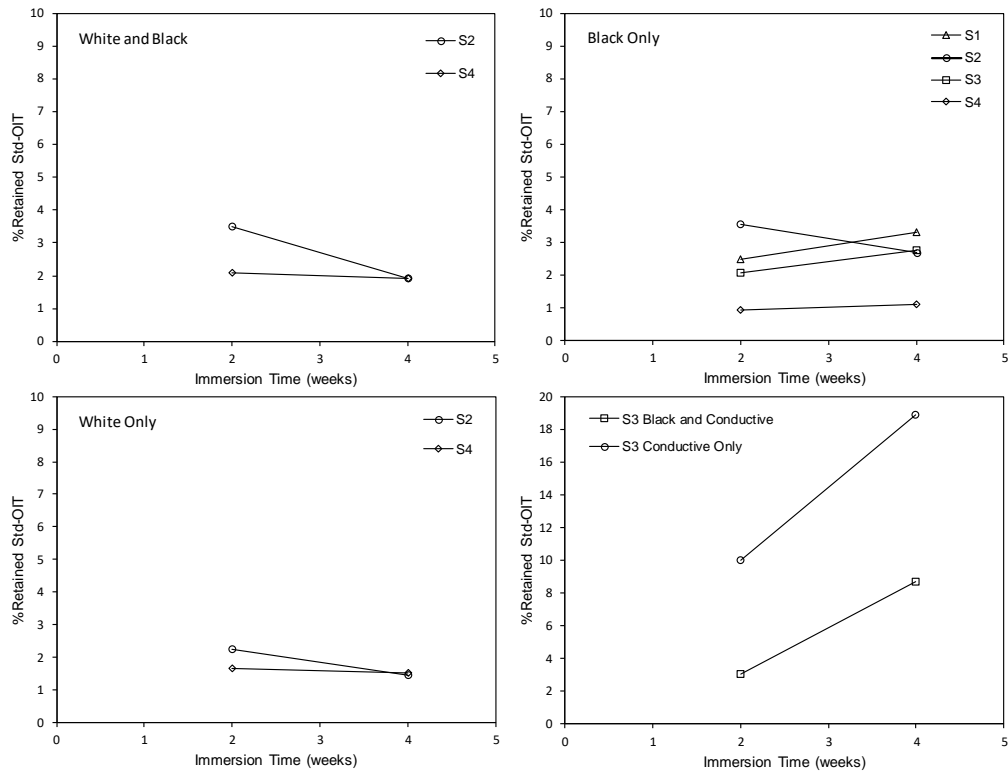 White and Black
S2
S4
%Retained Std-OIT
10
9
8
7
6
5
4
3
2
1
0
0 1 2 3 4 5
Immersion Time (weeks)
Black Only
S1
S2
S3
S4
%Retained Std-OIT
10
9
8
7
6
5
4
3
2
1
0
0 1 2 3 4 5
Immersion Time (weeks)
White Only
S2
S4
%Retained Std-OIT
10
9
8
7
6
5
4
3
2
1
0
0 1 2 3 4 5
Immersion Time (weeks)
S3 Black and Conductive
S3 Conductive Only
%Retained Std-OIT
20
18
16
14
12
10
8
6
4
2
0
0 1 2 3 4 5
Immersion Time (weeks)